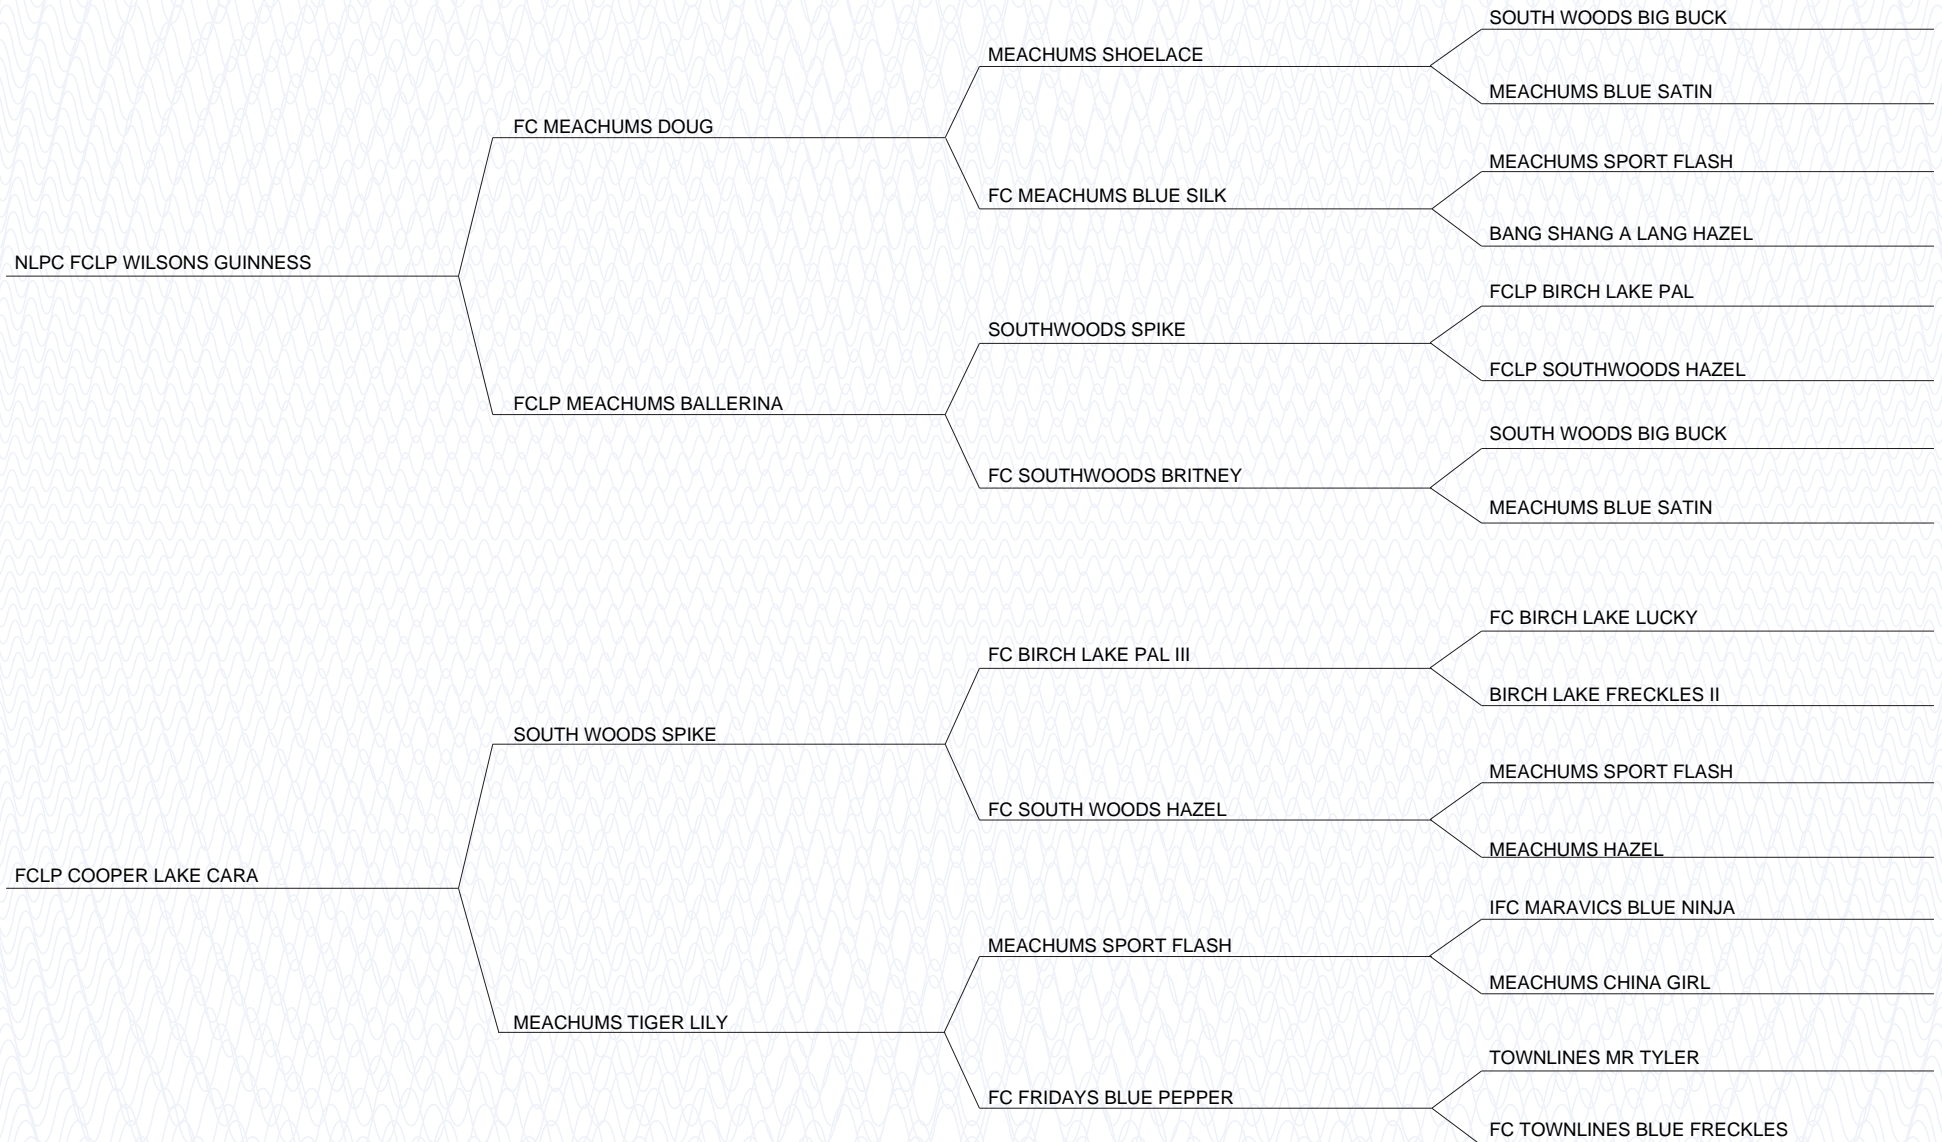 SOUTH WOODS BIG BUCK
MEACHUMS SHOELACE
MEACHUMS BLUE SATIN
FC MEACHUMS DOUG
MEACHUMS SPORT FLASH
FC MEACHUMS BLUE SILK
BANG SHANG A LANG HAZEL
NLPC FCLP WILSONS GUINNESS
FCLP BIRCH LAKE PAL
SOUTHWOODS SPIKE
FCLP SOUTHWOODS HAZEL
FCLP MEACHUMS BALLERINA
SOUTH WOODS BIG BUCK
FC SOUTHWOODS BRITNEY
MEACHUMS BLUE SATIN
FC BIRCH LAKE LUCKY
FC BIRCH LAKE PAL III
BIRCH LAKE FRECKLES II
SOUTH WOODS SPIKE
MEACHUMS SPORT FLASH
FC SOUTH WOODS HAZEL
MEACHUMS HAZEL
FCLP COOPER LAKE CARA
IFC MARAVICS BLUE NINJA
MEACHUMS SPORT FLASH
MEACHUMS CHINA GIRL
MEACHUMS TIGER LILY
TOWNLINES MR TYLER
FC FRIDAYS BLUE PEPPER
FC TOWNLINES BLUE FRECKLES